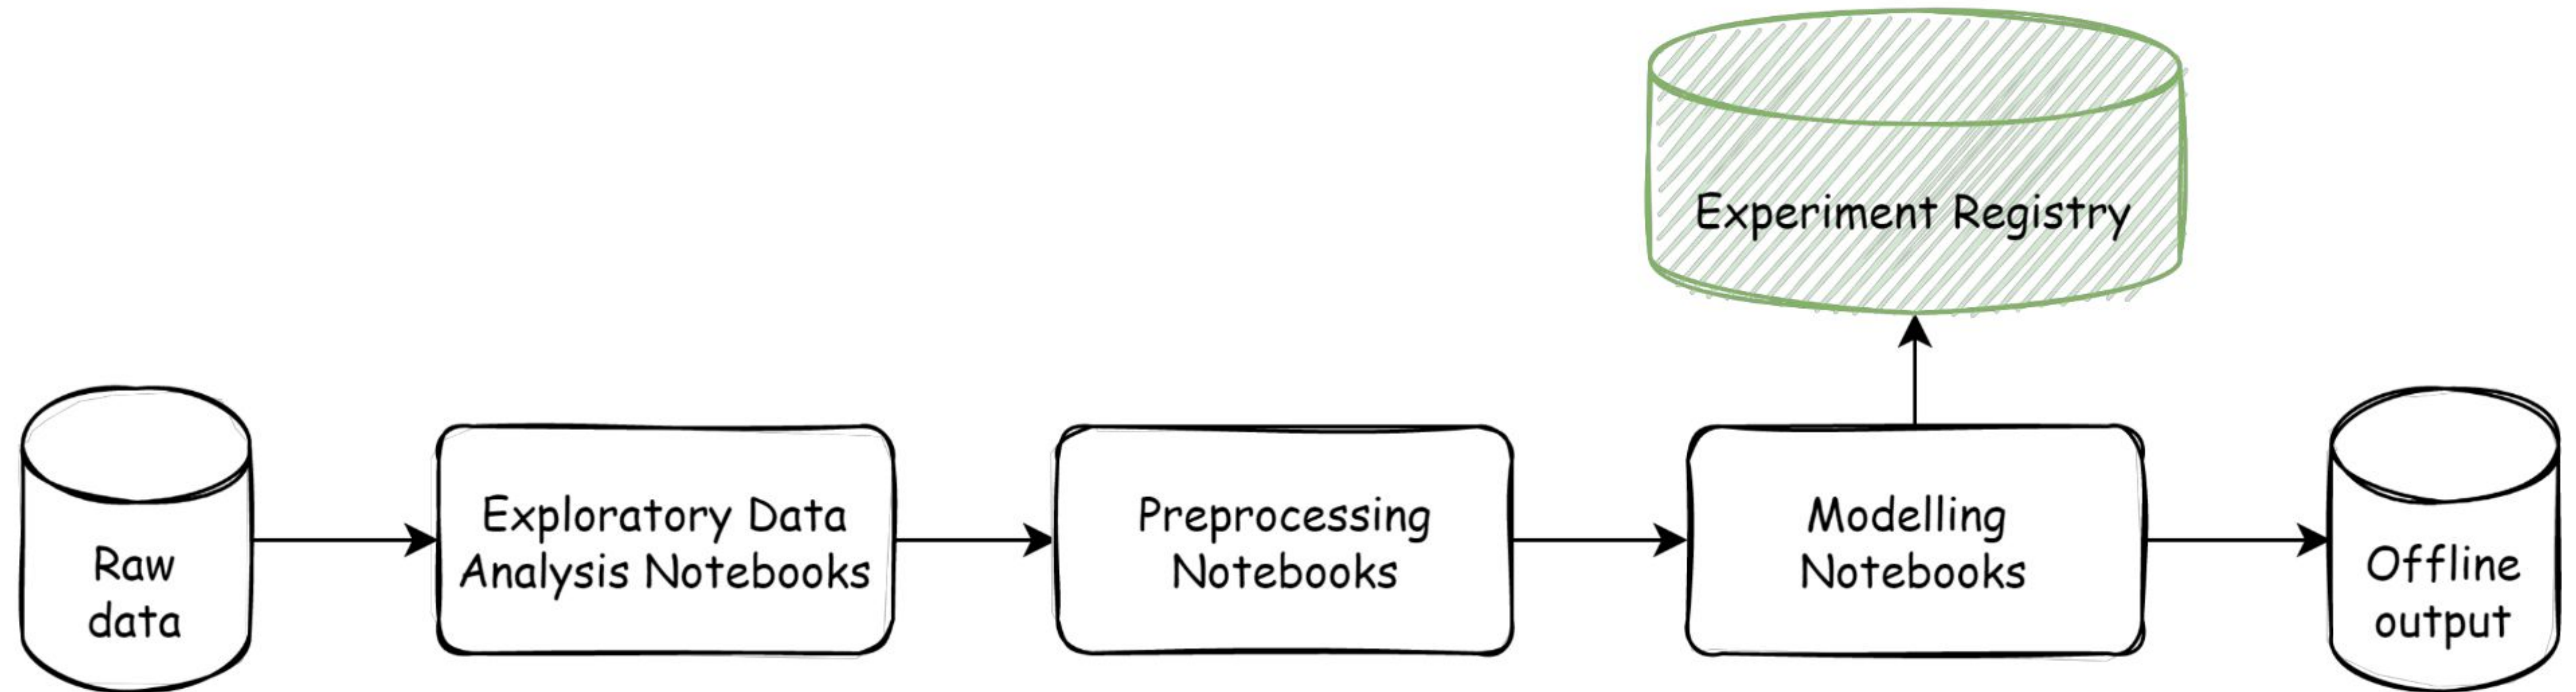 Experiment Registry
Raw
data
Exploratory Data
Analysis Notebooks
Preprocessing
Notebooks
Modelling
Notebooks
Offline
output